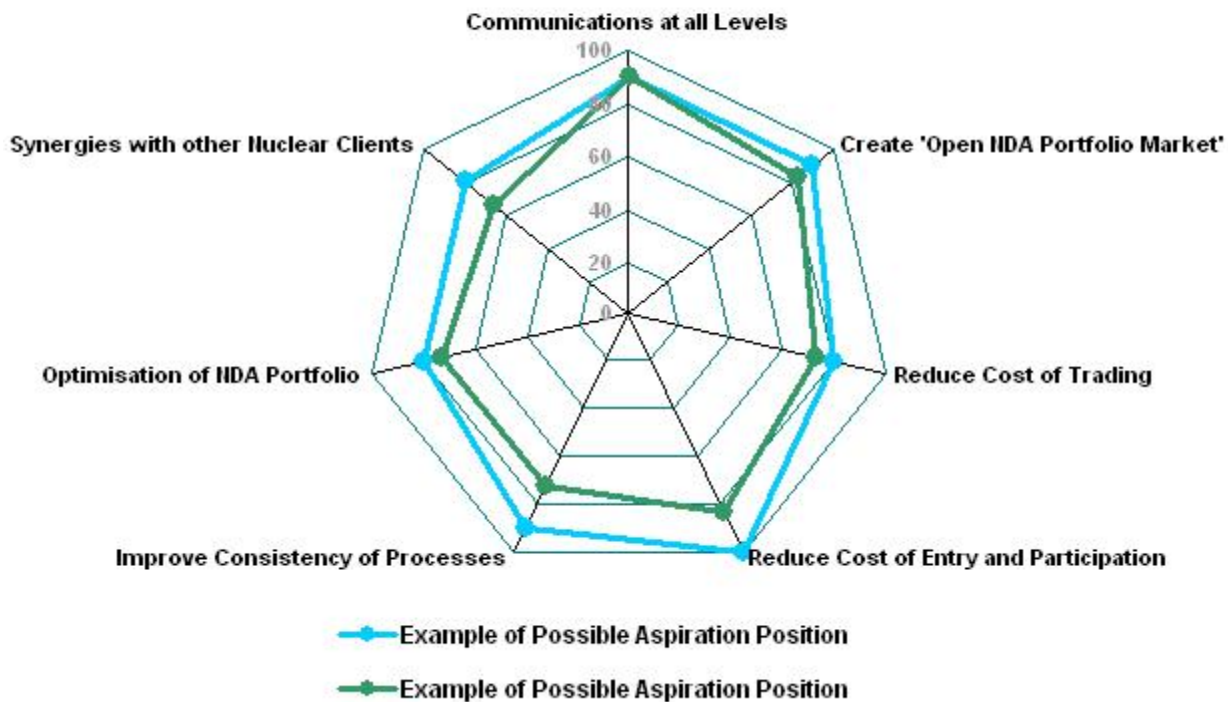 Communications at all Levels
100
80
60
40
20
0
Synergies with other Nuclear Clients
Create 'Open NDA Portfolio Market'
Optimisation of NDA Portfolio
Reduce Cost of Trading
Improve Consistency of Processes
Reduce Cost of Entry and Participation
Example of Possible Aspiration Position
Example of Possible Aspiration Position